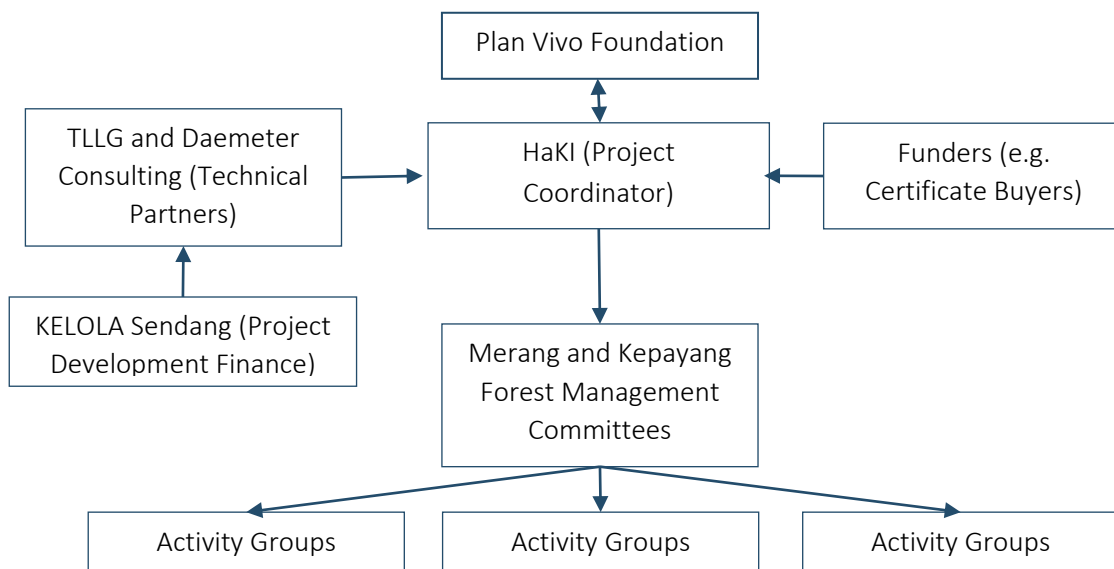 Plan Vivo Foundation
TLLG and Daemeter
Consulting (Technical
Partners)
HaKI (Project
Coordinator)
Funders (e.g.
Certificate Buyers)
KELOLA Sendang (Project
Development Finance)
Merang and Kepayang
Forest Management
Committees
Activity Groups
Activity Groups
Activity Groups